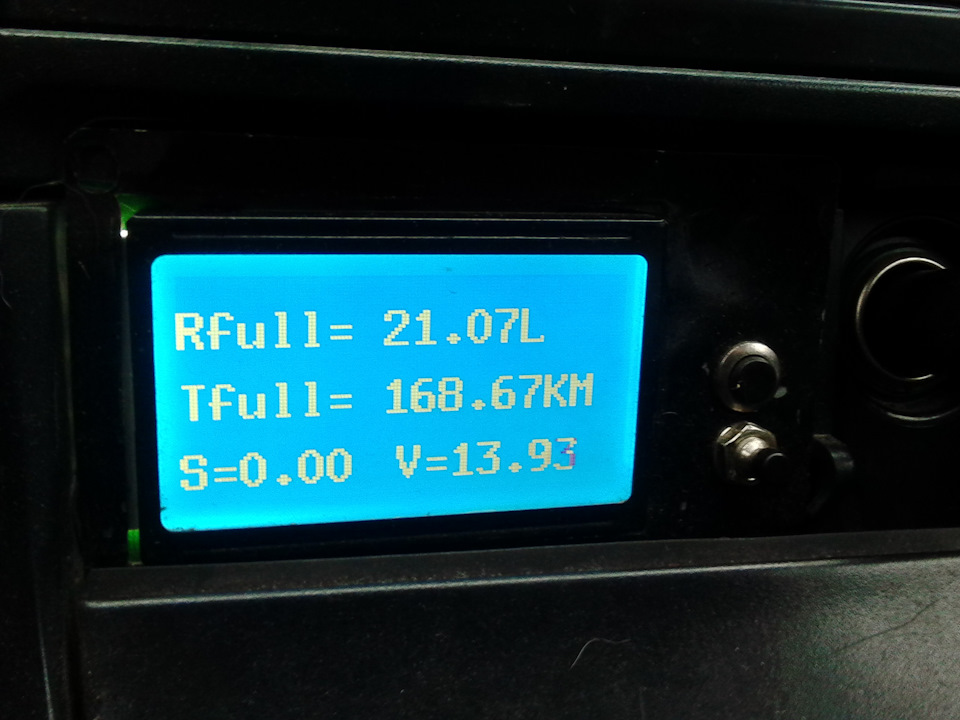 Rfull= 21.07L
Tfull= 168.67KM
S=0.00 V=13.93